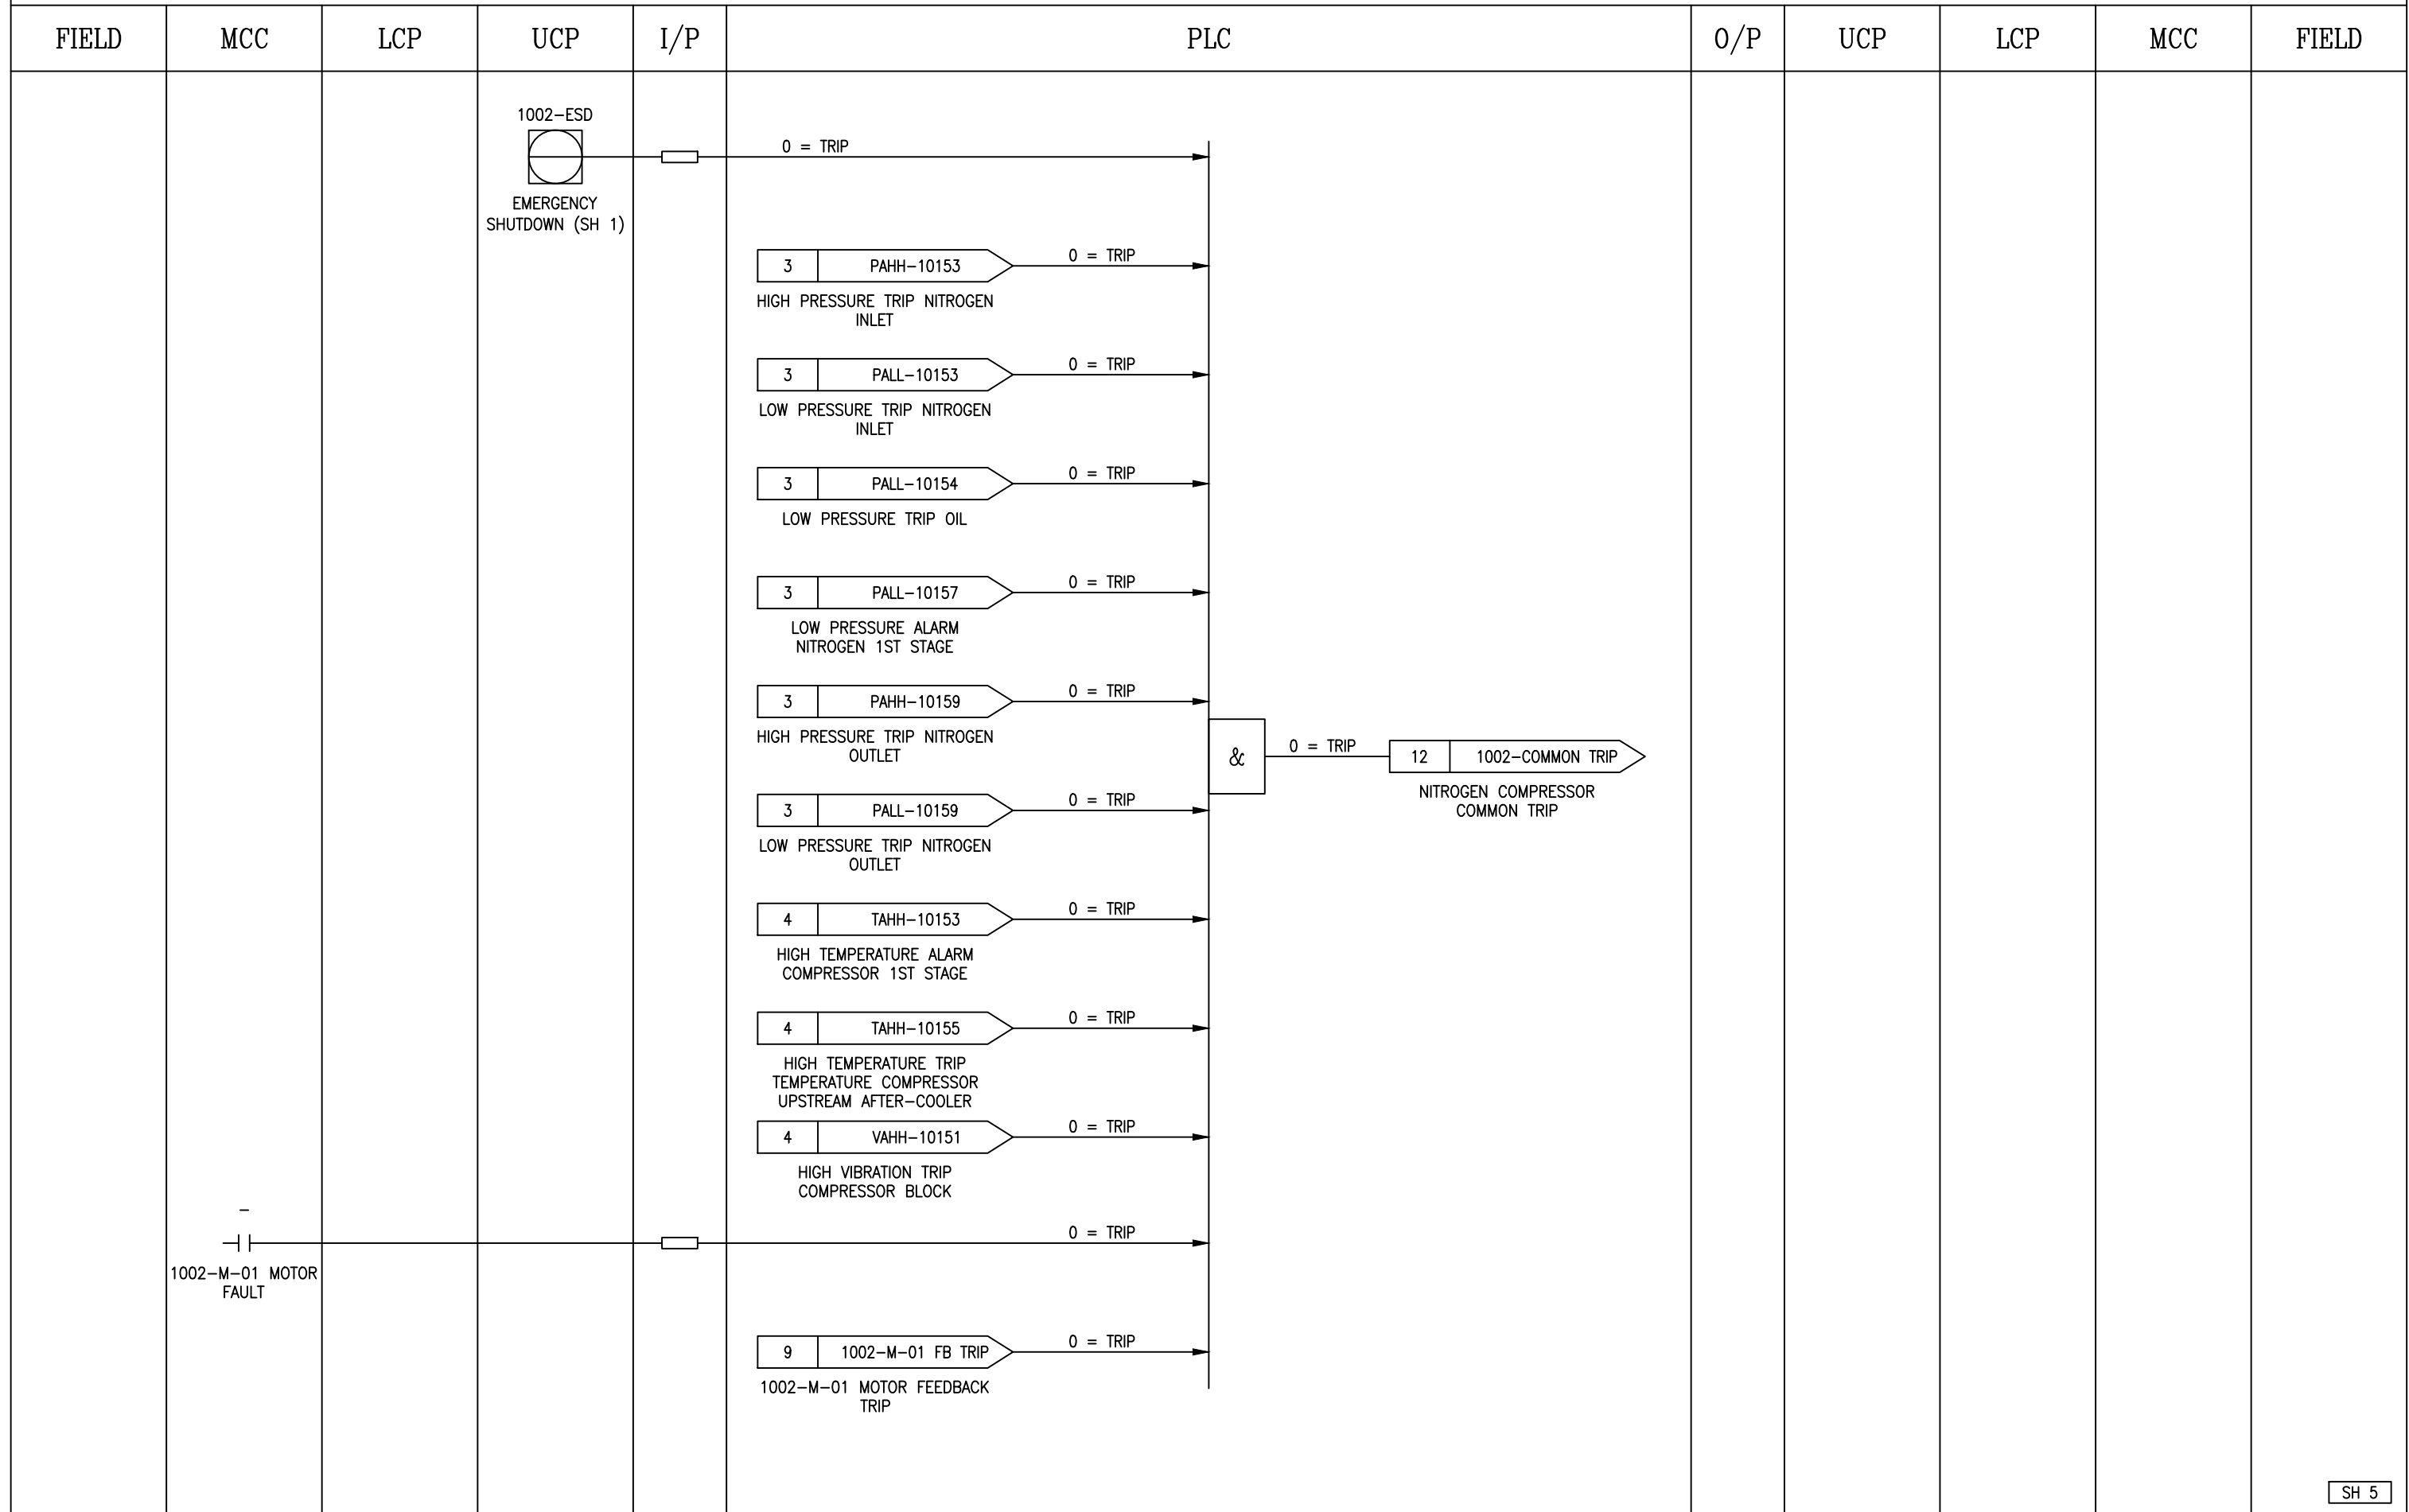 FIELD
MCC
LCP
UCP
I/P
PLC
O/P
UCP
LCP
MCC
FIELD
1002-ESD
0 = TRIP
EMERGENCY
SHUTDOWN (SH 1)
3 PAHH-10153
0 = TRIP
HIGH PRESSURE TRIP NITROGEN
INLET
3 PALL-10153
0 = TRIP
LOW PRESSURE TRIP NITROGEN
INLET
3 PALL-10154
0 = TRIP
LOW PRESSURE TRIP OIL
3 PALL-10157
0 = TRIP
LOW PRESSURE ALARM
NITROGEN 1ST STAGE
3 PAHH-10159
0 = TRIP
HIGH PRESSURE TRIP NITROGEN
OUTLET
&
0 = TRIP
12 1002-COMMON TRIP
NITROGEN COMPRESSOR
COMMON TRIP
3 PALL-10159
0 = TRIP
LOW PRESSURE TRIP NITROGEN
OUTLET
4 TAHH-10153
0 = TRIP
HIGH TEMPERATURE ALARM
COMPRESSOR 1ST STAGE
4 TAHH-10155
0 = TRIP
HIGH TEMPERATURE TRIP
TEMPERATURE COMPRESSOR
UPSTREAM AFTER-COOLER
4 VAHH-10151
0 = TRIP
HIGH VIBRATION TRIP
COMPRESSOR BLOCK
-
0 = TRIP
1002-M-01 MOTOR
FAULT
9 1002-M-01 FB TRIP
0 = TRIP
1002-M-01 MOTOR FEEDBACK
TRIP
SH 5